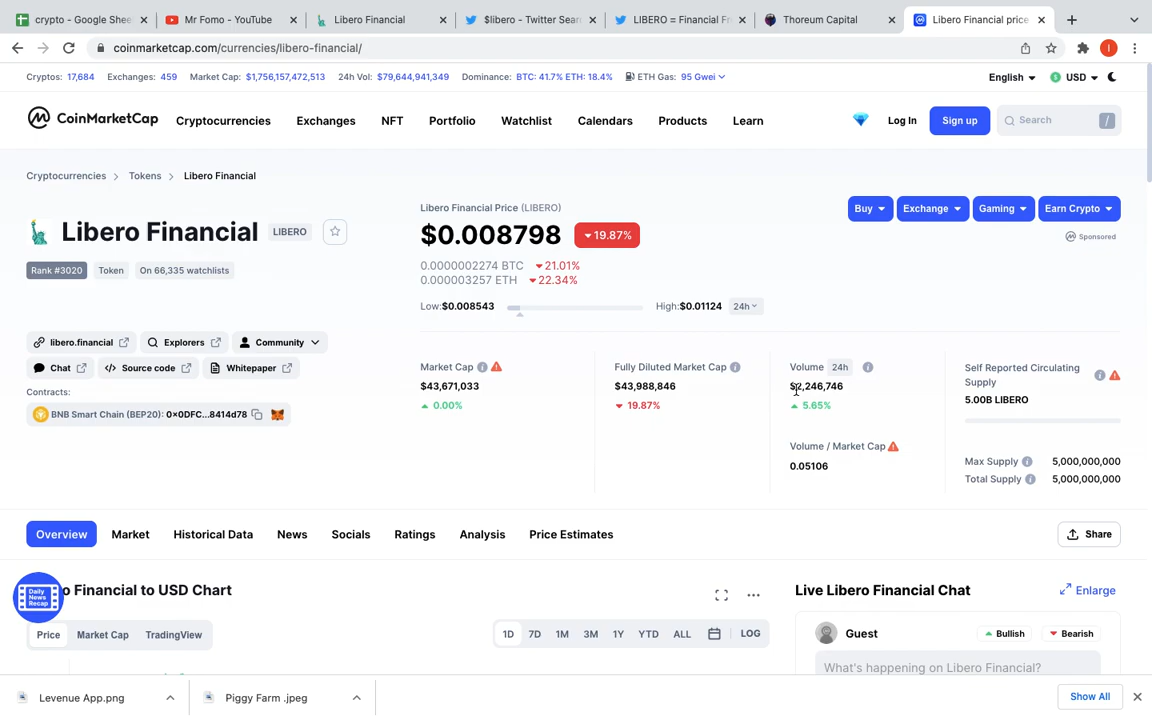 crypto - Google Shee
Mr Fomo - YouTube
Libero Financial
$libero - Twitter Sear
LIBERO = Financial Fr
Thoreum Capital
Libero Financial price
coinmarketcap.com/currencies/libero-financial/
I
Cryptos: 17,684 Exchanges: 459 Market Cap: $1,756,157,472,513 24h Vol: $79,644,941,349 Dominance: BTC: 41.7% ETH: 18.4% ETH Gas: 95 Gwei
English
$ USD
CoinMarketCap
Cryptocurrencies
Exchanges
NFT
Portfolio
Watchlist
Calendars
Products
Learn
Log In
Sign up
Search
/
Cryptocurrencies > Tokens > Libero Financial
Libero Financial Price (LIBERO)
Buy
Exchange
Gaming
Earn Crypto
Libero Financial LIBERO
$0.008798 19.87%
Sponsored
Rank #3020
Token
On 66,335 watchlists
0.0000002274 BTC 21.01%
0.000003257 ETH 22.34%
Low:$0.008543
High:$0.01124
24h
libero.financial
Explorers
Community
Chat
Source code
Whitepaper
Contracts:
BNB Smart Chain (BEP20): 0x0DFC...8414d78
Market Cap
$43,671,033
0.00%
Fully Diluted Market Cap
$43,988,846
19.87%
Volume 24h
$2,246,746
5.65%
Volume / Market Cap
0.05106
Self Reported Circulating
Supply
5.00B LIBERO
Max Supply 5,000,000,000
Total Supply 5,000,000,000
Overview
Market
Historical Data
News
Socials
Ratings
Analysis
Price Estimates
Share
Daily
News
Recap
o Financial to USD Chart
Live Libero Financial Chat
Enlarge
Price
Market Cap
TradingView
1D
7D
1M
3M
1Y
YTD
ALL
LOG
Guest
Bullish
Bearish
What's happening on Libero Financial?
Levenue App.png
Piggy Farm .jpeg
Show All